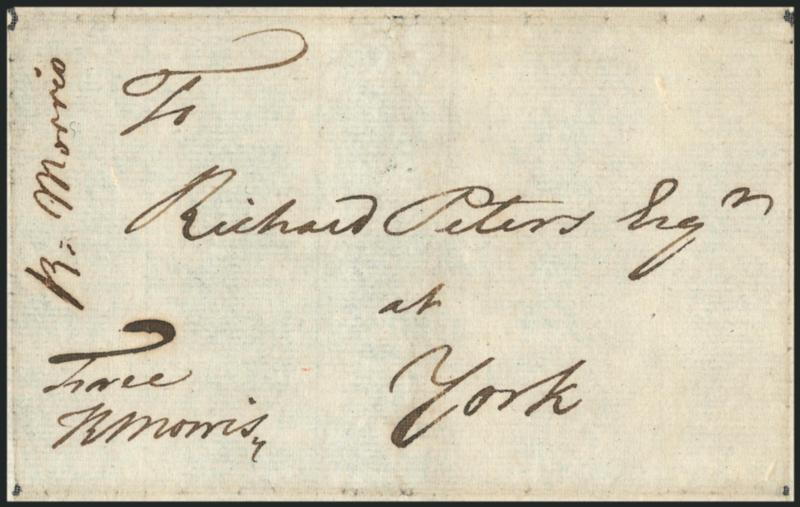 To
Richard Peters Esqr
at
York
Free
RMorris
R: Morris